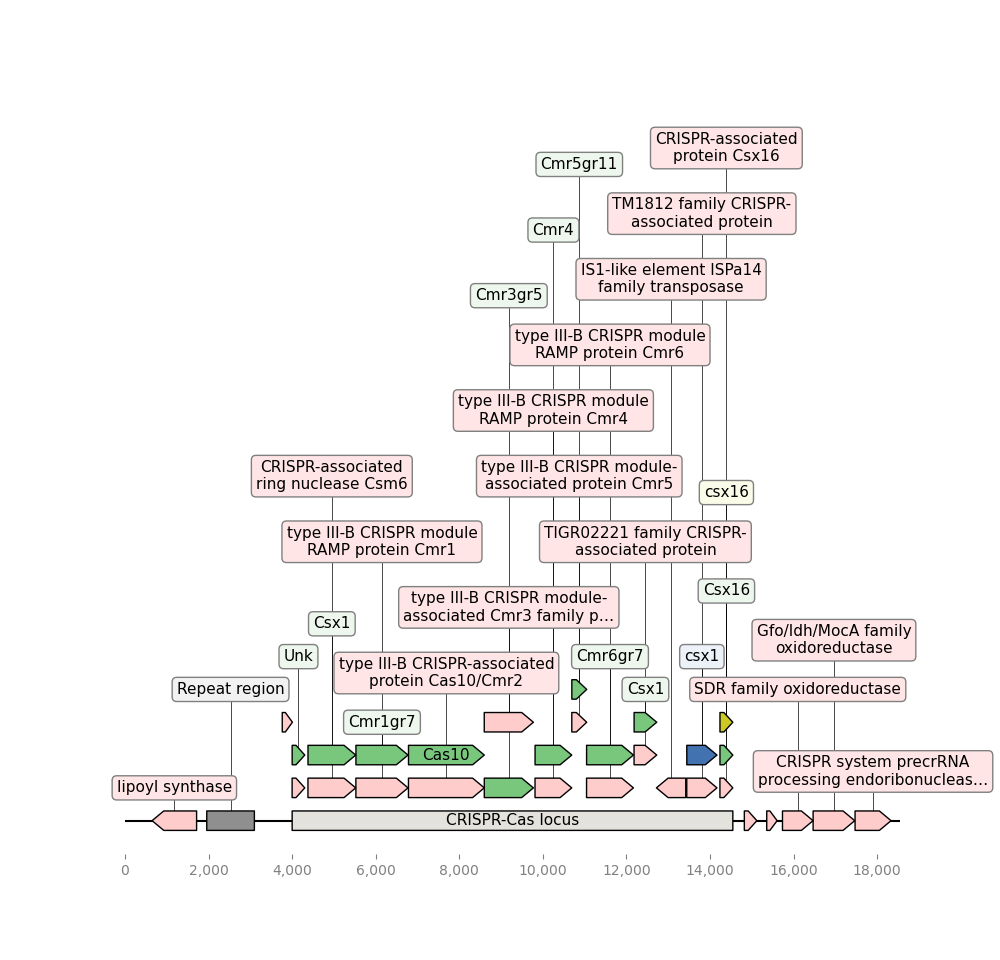 CRISPR-associated
protein Csx16
Cmr5gr11
TM1812 family CRISPR-
associated protein
Cmr4
IS1-like element ISPa14
family transposase
Cmr3gr5
type III-B CRISPR module
RAMP protein Cmr6
type III-B CRISPR module
RAMP protein Cmr4
CRISPR-associated
ring nuclease Csm6
type III-B CRISPR module-
associated protein Cmr5
csx16
type III-B CRISPR module
RAMP protein Cmr1
TIGR02221 family CRISPR-
associated protein
Csx16
type III-B CRISPR module-
associated Cmr3 family p...
Csx1
Gfo/Idh/MocA family
oxidoreductase
Unk
type III-B CRISPR-associated
protein Cas10/Cmr2
Cmr6gr7
csx1
Repeat region
Csx1
SDR family oxidoreductase
Cmr1gr7
Cas10
CRISPR system precrRNA
processing endoribonucleas...
lipoyl synthase
CRISPR-Cas locus
0 2,000 4,000 6,000 8,000 10,000 12,000 14,000 16,000 18,000